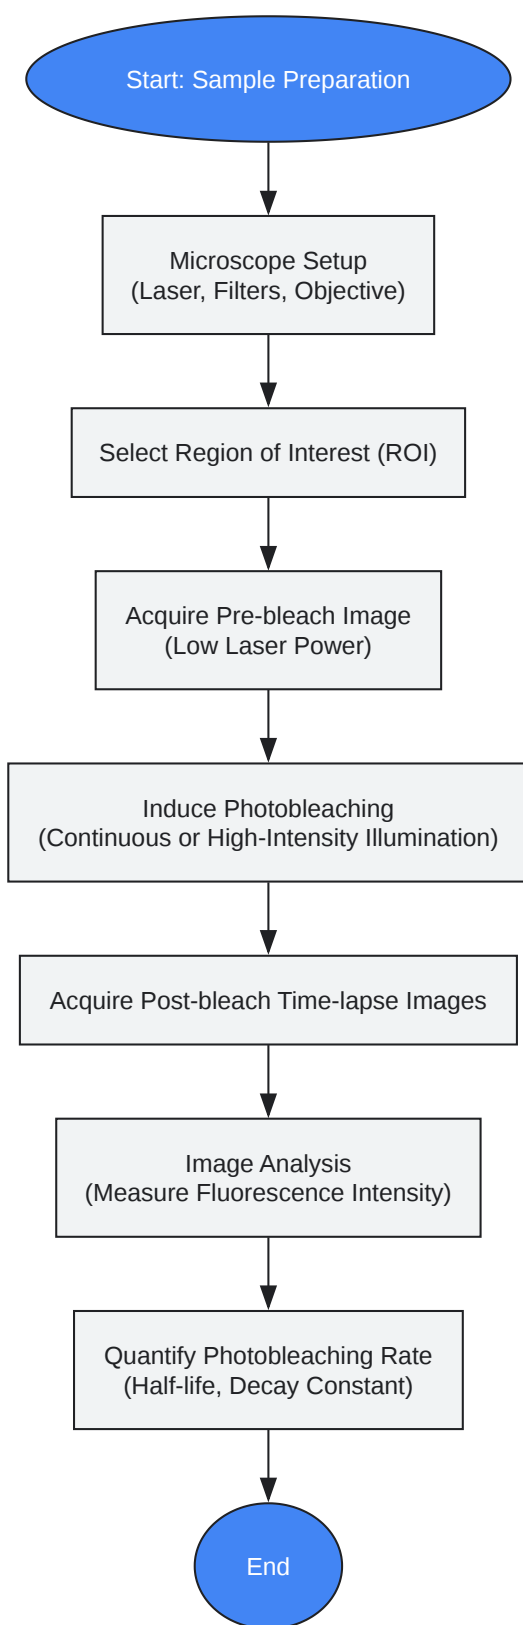 Start: Sample Preparation
Microscope Setup
(Laser, Filters, Objective)
Select Region of Interest (ROI)
Acquire Pre-bleach Image
(Low Laser Power)
Induce Photobleaching
(Continuous or High-Intensity Illumination)
Acquire Post-bleach Time-lapse Images
Image Analysis
(Measure Fluorescence Intensity)
Quantify Photobleaching Rate
(Half-life, Decay Constant)
End